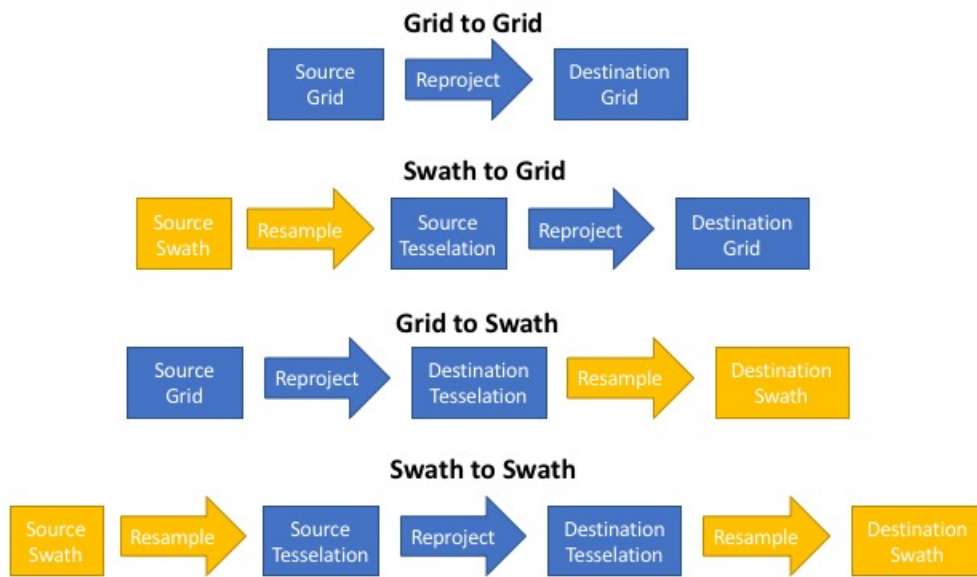 Grid to Grid
Source
Grid
Reproject
Destination
Grid
Swath to Grid
Source
Swath
Resample
Source
Tesselation
Reproject
Destination
Grid
Grid to Swath
Source
Grid
Reproject
Destination
Tesselation
Resample
Destination
Swath
Swath to Swath
Source
Swath
Resample
Source
Tesselation
Reproject
Destination
Tesselation
Resample
Destination
Swath